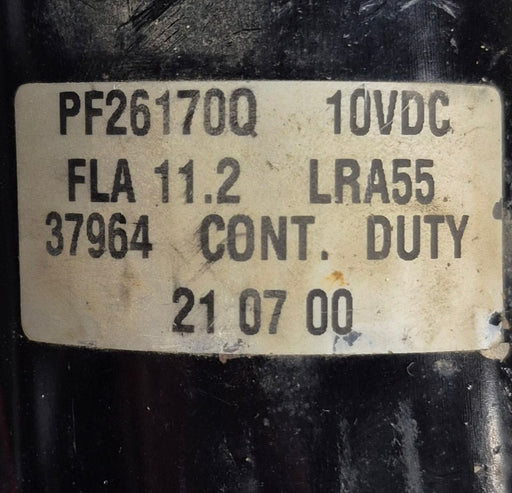 PF26170Q 10VDC
FLA 11.2 LRA55
37964 CONT. DUTY
21 07 00